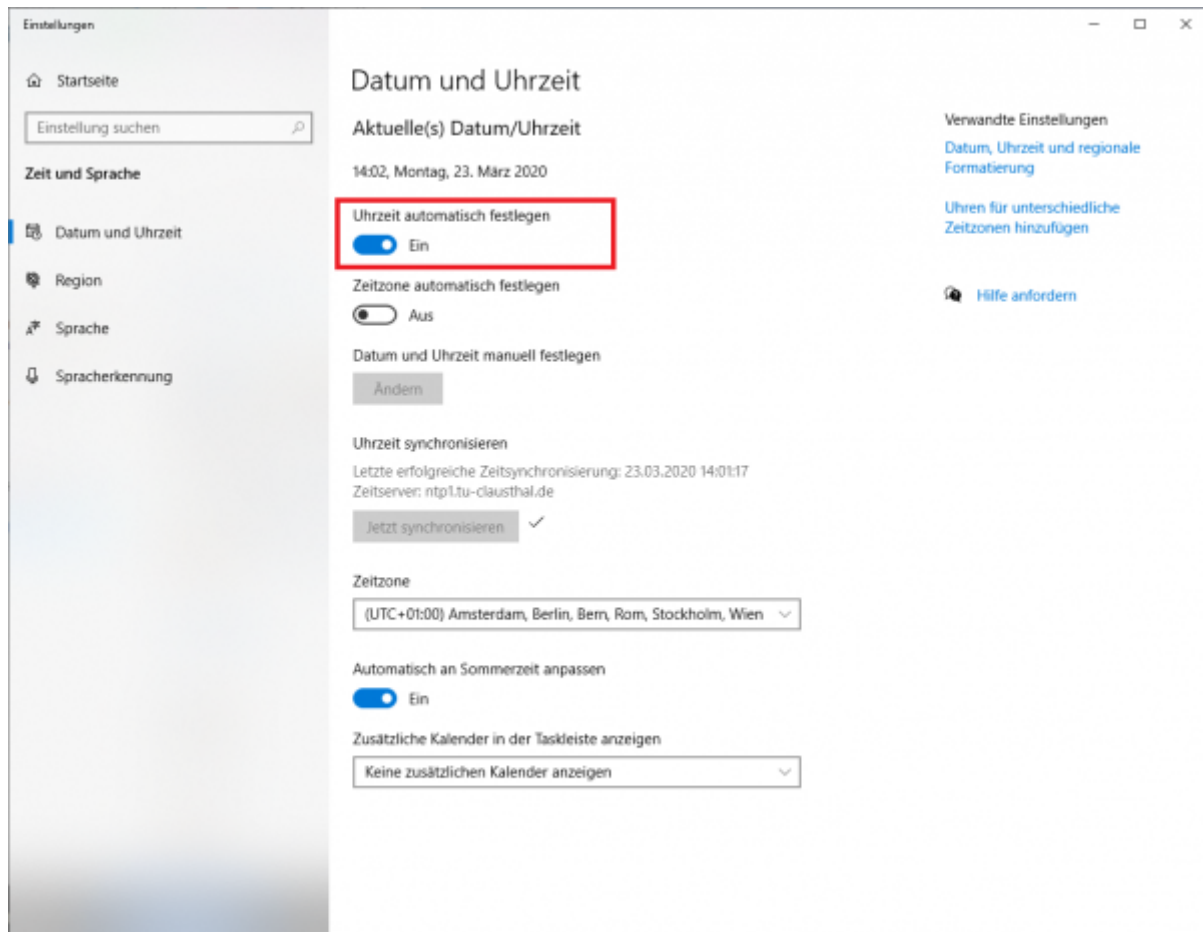 Einstellungen
Startseite
Einstellung suchen
Zeit und Sprache
Datum und Uhrzeit
Region
Sprache
Spracherkennung
Datum und Uhrzeit
Aktuelle(s) Datum/Uhrzeit
14:02, Montag, 23. März 2020
Uhrzeit automatisch festlegen
Ein
Zeitzone automatisch festlegen
Aus
Datum und Uhrzeit manuell festlegen
Ändern
Uhrzeit synchronisieren
Letzte erfolgreiche Zeitsynchronisierung: 23.03.2020 14:01:17
Zeitserver: ntp1.tu-clausthal.de
Jetzt synchronisieren
Zeitzone
(UTC+01:00) Amsterdam, Berlin, Bern, Rom, Stockholm, Wien
Automatisch an Sommerzeit anpassen
Ein
Zusätzliche Kalender in der Taskleiste anzeigen
Keine zusätzlichen Kalender anzeigen
Verwandte Einstellungen
Datum, Uhrzeit und regionale
Formatierung
Uhren für unterschiedliche
Zeitzonen hinzufügen
Hilfe anfordern